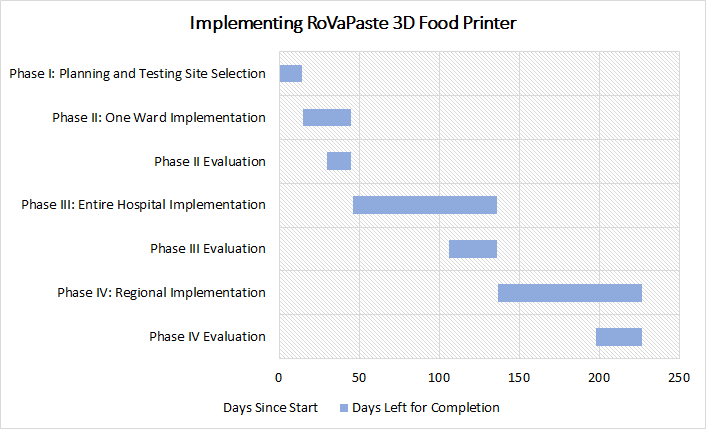 Implementing RoVaPaste 3D Food Printer
Phase I: Planning and Testing Site Selection
Phase II: One Ward Implementation
Phase II Evaluation
Phase III: Entire Hospital Implementation
Phase III Evaluation
Phase IV: Regional Implementation
Phase IV Evaluation
0 50 100 150 200 250
Days Since Start Days Left for Completion